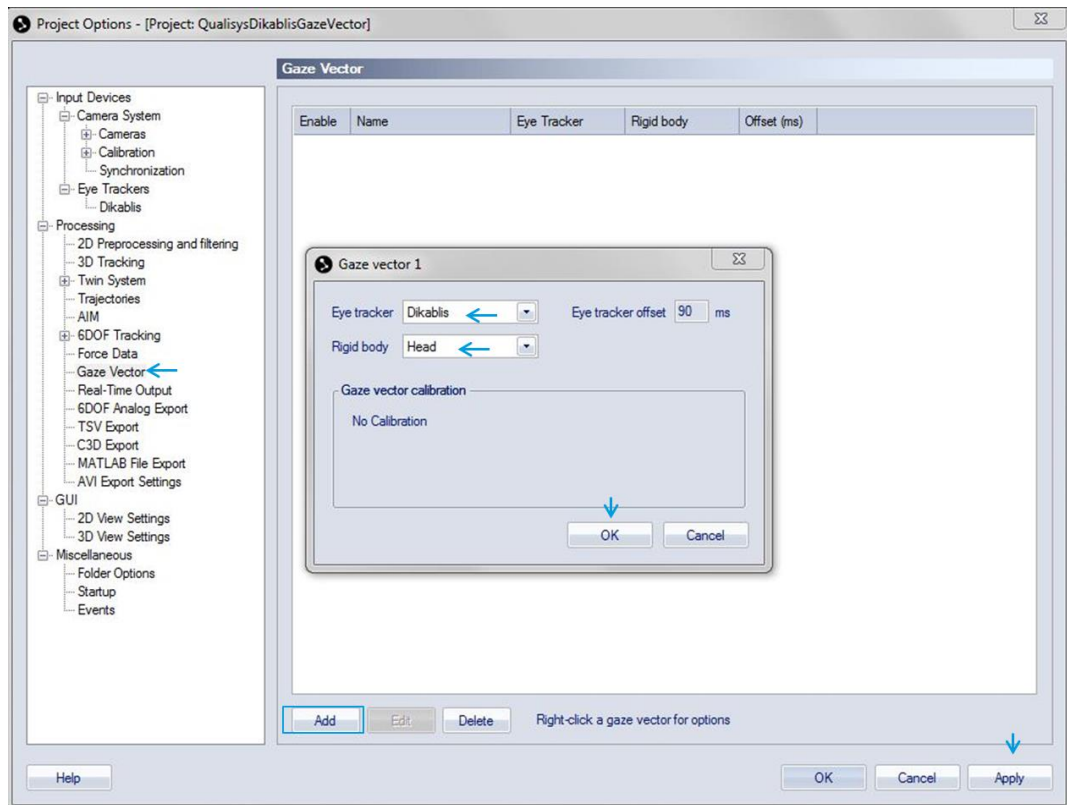 Project Options - [Project: QualisysDikablisGazeVector]
Gaze Vector
Input Devices
Camera System
Cameras
Calibration
Synchronization
Eye Trackers
Dikablis
Processing
2D Preprocessing and filtering
3D Tracking
Twin System
Trajectories
AIM
6DOF Tracking
Force Data
Gaze Vector
Real-Time Output
6DOF Analog Export
TSV Export
C3D Export
MATLAB File Export
AVI Export Settings
GUI
2D View Settings
3D View Settings
Miscellaneous
Folder Options
Startup
Events
Enable Name Eye Tracker Rigid body Offset (ms)
Gaze vector 1
Eye tracker Dikablis Eye tracker offset 90 ms
Rigid body Head
Gaze vector calibration
No Calibration
OK Cancel
Add Edit Delete Right-click a gaze vector for options
Help OK Cancel Apply